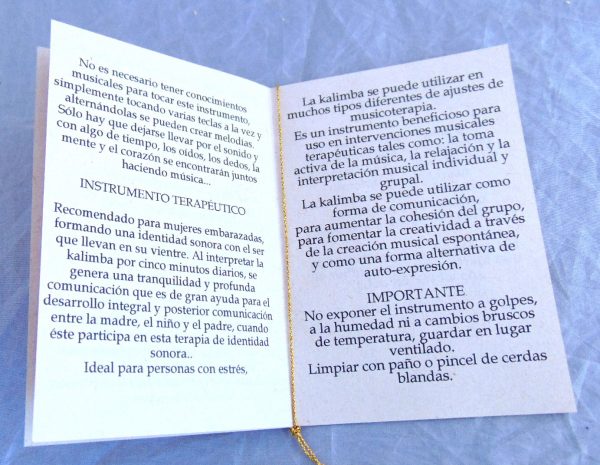 No es necesario tener conocimientos
musicales para tocar este instrumento,
simplemente tocando varias teclas a la vez y
alternándolas se pueden crear melodías.
Sólo hay que dejarse llevar por el sonido y
con algo de tiempo, los oídos, los dedos, la
mente y el corazón se encontrarán juntos
haciendo música...
INSTRUMENTO TERAPÉUTICO
Recomendado para mujeres embarazadas,
formando una identidad sonora con el ser
que llevan en su vientre. Al interpretar la
kalimba por cinco minutos diarios, se
genera una tranquilidad y profunda
comunicación que es de gran ayuda para el
desarrollo integral y posterior comunicación
entre la madre, el niño y el padre, cuando
éste participa en esta terapia de identidad
sonora..
Ideal para personas con estrés,
La kalimba se puede utilizar en
muchos tipos diferentes de ajustes de
musicoterapia.
Es un instrumento beneficioso para
uso en intervenciones musicales
terapéuticas tales como: la toma
activa de la música, la relajación y la
interpretación musical individual y
grupal.
La kalimba se puede utilizar como
forma de comunicación,
para aumentar la cohesión del grupo,
para fomentar la creatividad a través
de la creación musical espontánea,
y como una forma alternativa de
auto-expresión.
IMPORTANTE
No exponer el instrumento a golpes,
a la humedad ni a cambios bruscos
de temperatura, guardar en lugar
ventilado.
Limpiar con paño o pincel de cerdas
blandas.